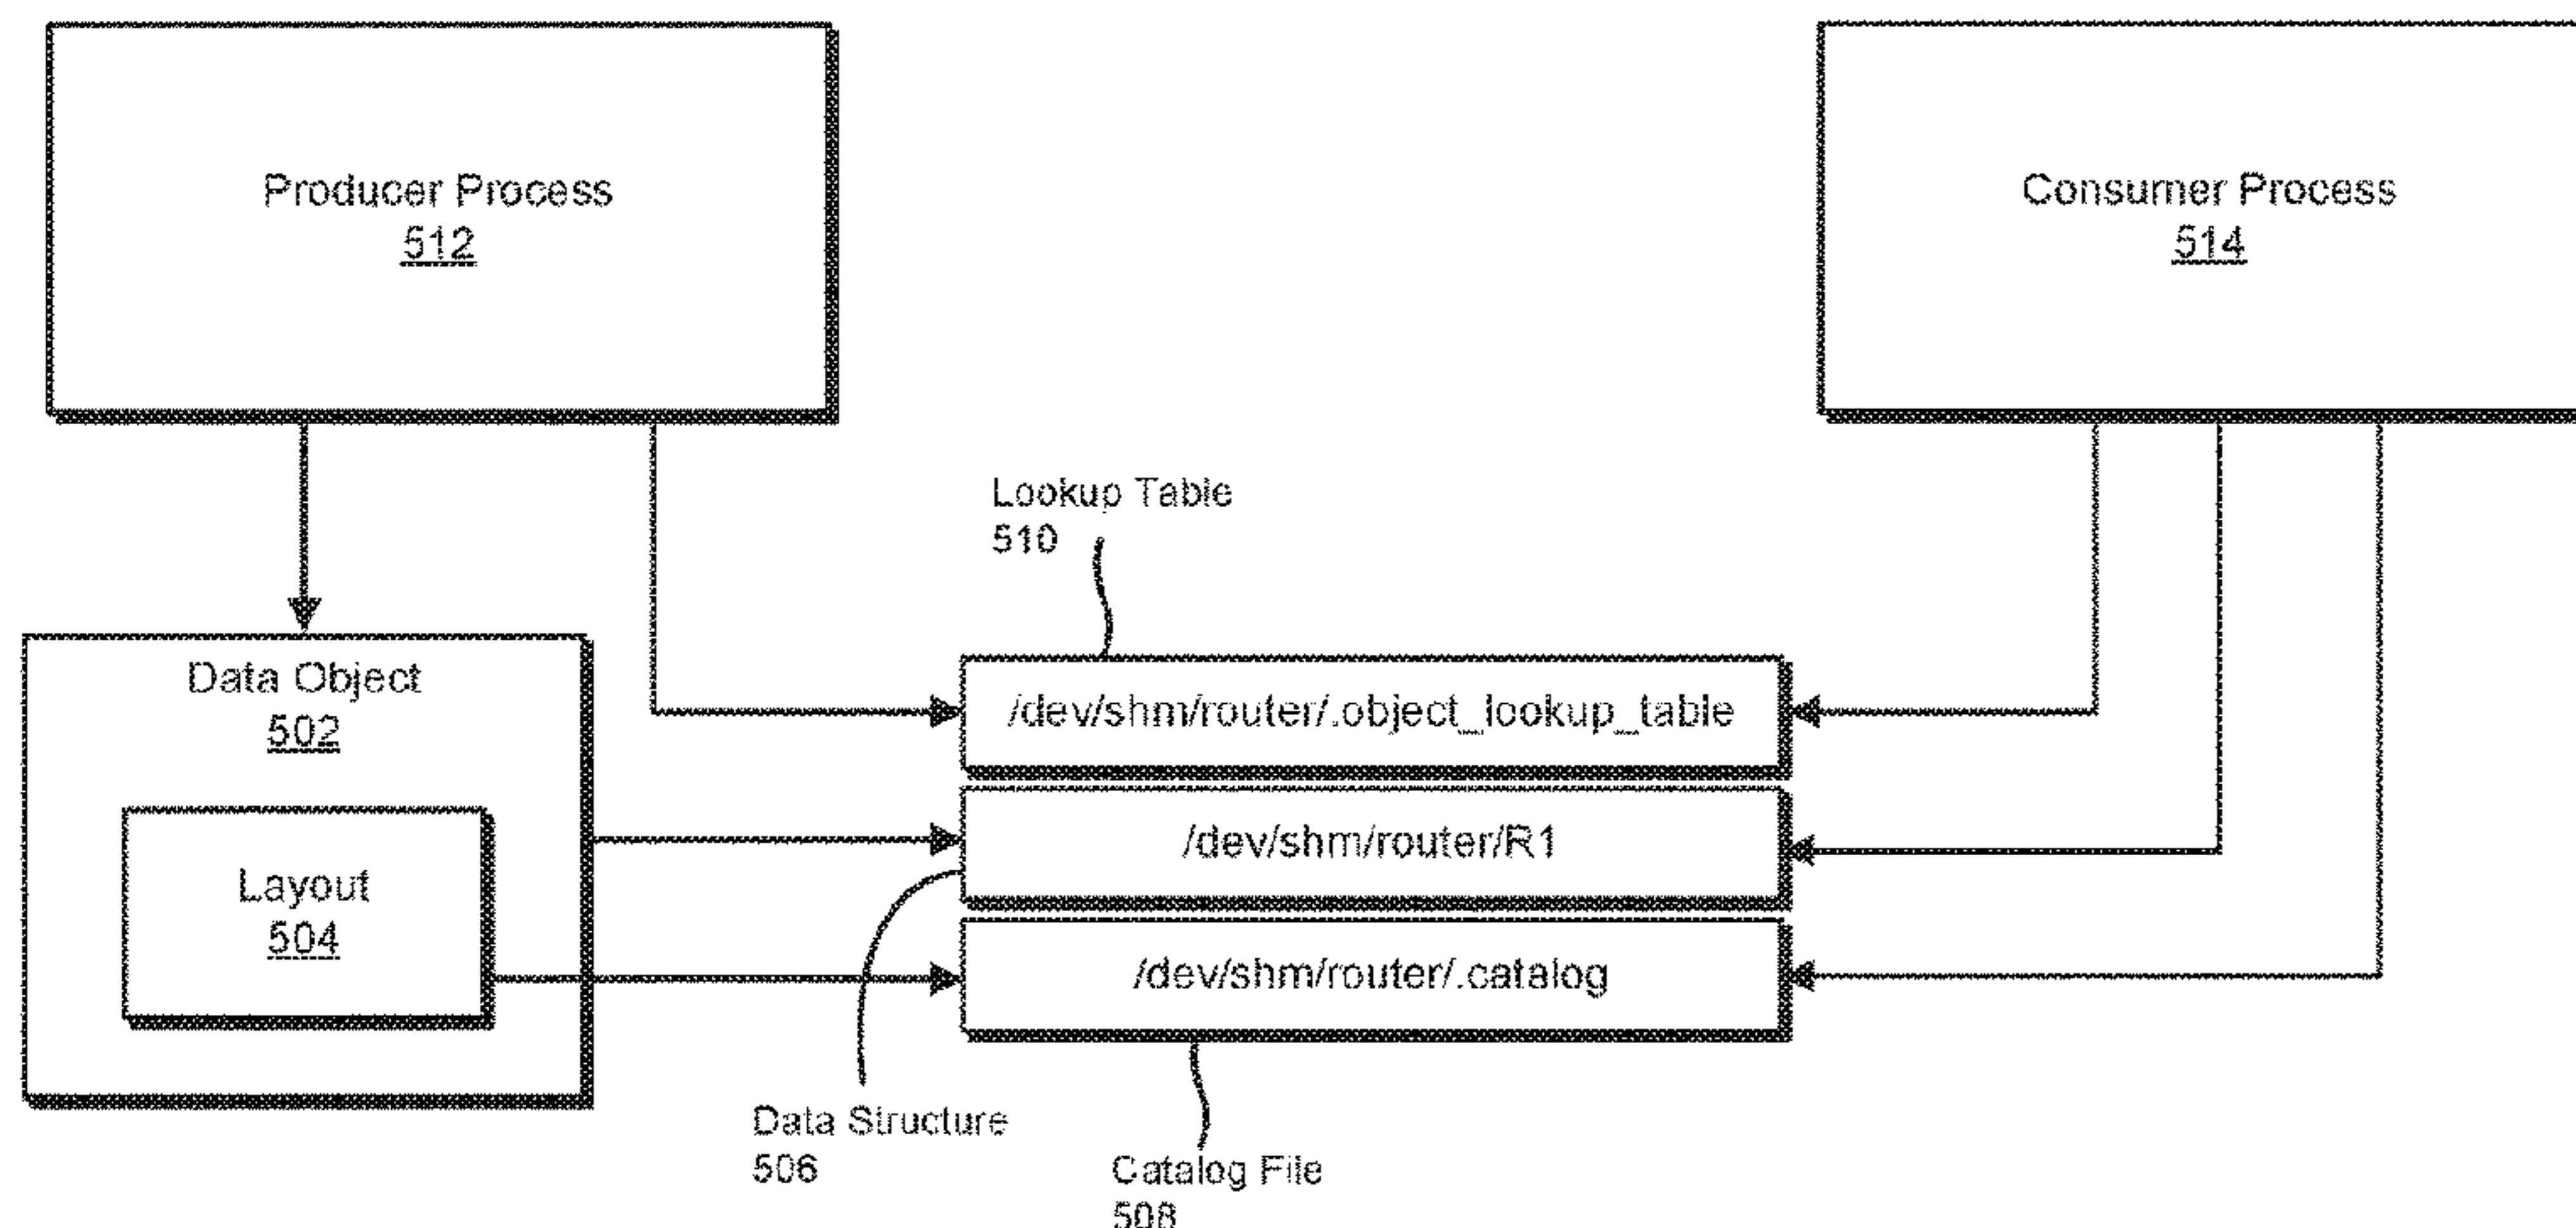 Producer Process
512
Consumer Process
514
Lookup Table
510
Data Object
502
/dev/shm/router/.object_lookup_table
/dev/shm/router/R1
Layout
504
/dev/shm/router/.catalog
Data Structure
506
Catalog File
508